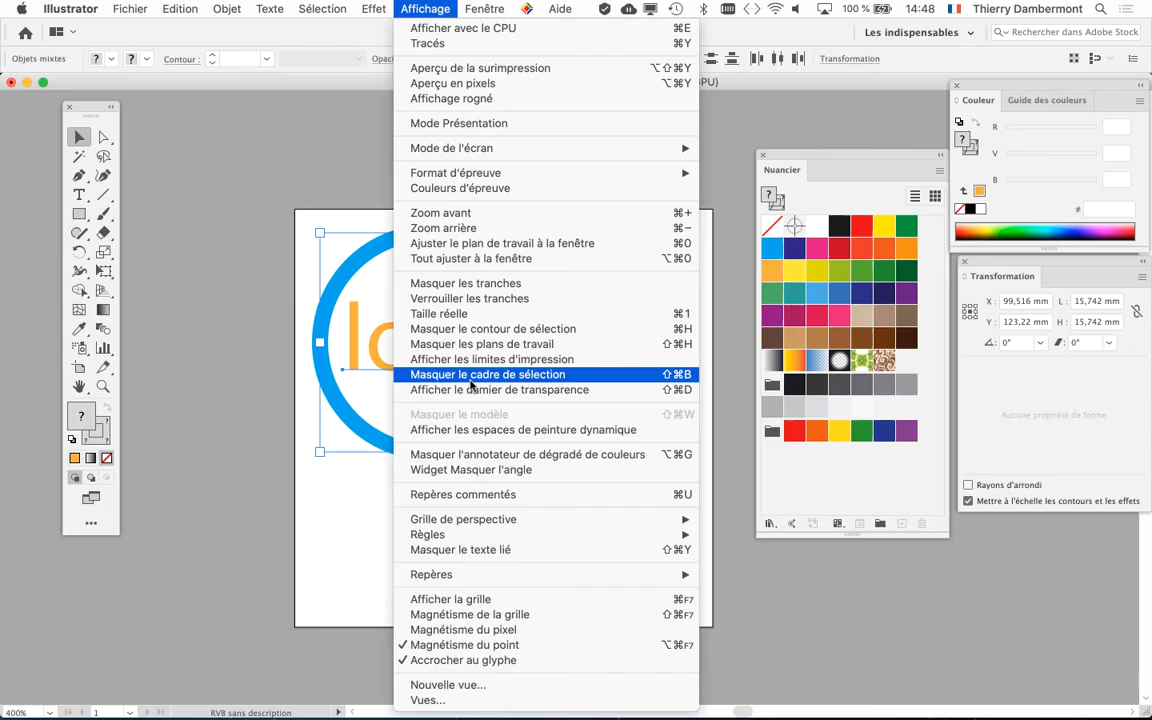 Illustrator Fichier Edition Objet Texte Sélection Effet Affichage Fenêtre Aide 100 % 14:48 Thierry Dambermont
Les indispensables Rechercher dans Adobe Stock
Objets mixtes ? ? Contour : Opac Transformation
PU)
Afficher avec le CPU ⌘E
Tracés ⌘Y
Aperçu de la surimpression ⌥⇧⌘Y
Aperçu en pixels ⌥⌘Y
Affichage rogné
Mode Présentation
Mode de l'écran
Format d'épreuve
Couleurs d'épreuve
Zoom avant ⌘+
Zoom arrière ⌘−
Ajuster le plan de travail à la fenêtre ⌘0
Tout ajuster à la fenêtre ⌥⌘0
Masquer les tranches
Verrouiller les tranches
Taille réelle ⌘1
Masquer le contour de sélection ⌘H
Masquer les plans de travail ⇧⌘H
Afficher les limites d'impression
Masquer le cadre de sélection ⇧⌘B
Afficher le damier de transparence ⇧⌘D
Masquer le modèle ⇧⌘W
Afficher les espaces de peinture dynamique
Masquer l'annotateur de dégradé de couleurs ⌥⌘G
Widget Masquer l'angle
Repères commentés ⌘U
Grille de perspective
Règles
Masquer le texte lié ⇧⌘Y
Repères
Afficher la grille ⌘F7
Magnétisme de la grille ⇧⌘F7
Magnétisme du pixel
✓ Magnétisme du point ⌥⌘F7
✓ Accrocher au glyphe
Nouvelle vue...
Vues...
lo
?
Nuancier
?
Couleur Guide des couleurs
?
R
V
B
#
Transformation
X : 99,516 mm L : 15,742 mm
Y : 123,22 mm H : 15,742 mm
0° 0°
Aucune propriété de forme
Rayons d'arrondi
Mettre à l'échelle les contours et les effets
400% 1 RVB sans description